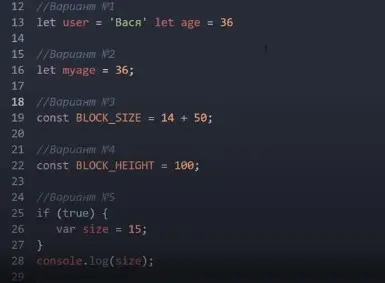 12 //Вариант №1
13 let user = 'Вася' let age = 36
14
15 //Вариант №2
16 let myage = 36;
17
18 //Вариант №3
19 const BLOCK_SIZE = 14 + 50;
20
21 //Вариант №4
22 const BLOCK_HEIGHT = 100;
23
24 //Вариант №5
25 if (true) {
26 var size = 15;
27 }
28 console.log(size);
29